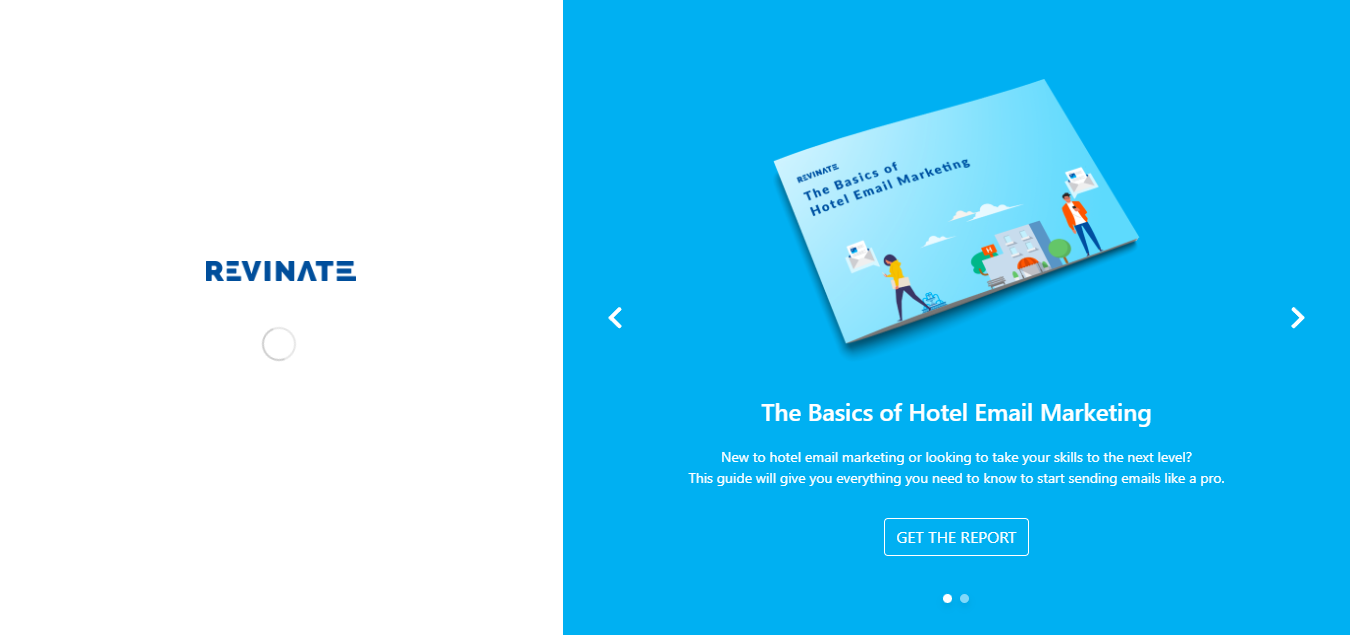 REVINATE
REVINATE
The Basics of
Hotel Email Marketing
H
The Basics of Hotel Email Marketing
New to hotel email marketing or looking to take your skills to the next level?
This guide will give you everything you need to know to start sending emails like a pro.
GET THE REPORT